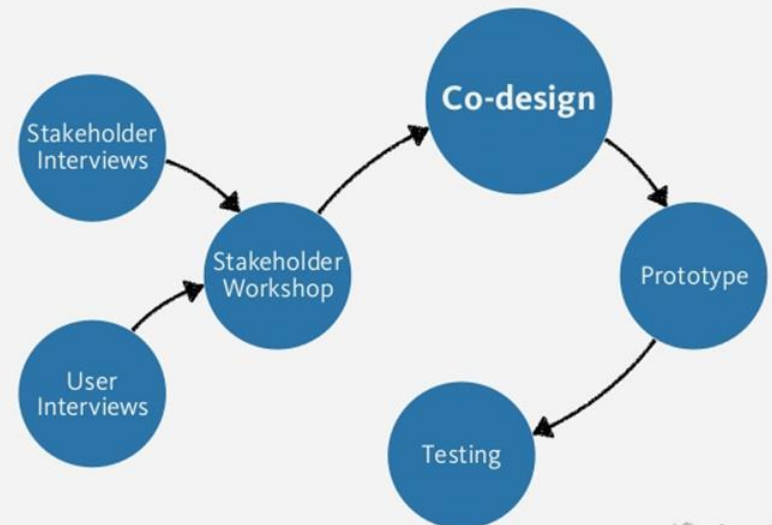 Stakeholder
Interviews
User
Interviews
Stakeholder
Workshop
Co-design
Prototype
Testing